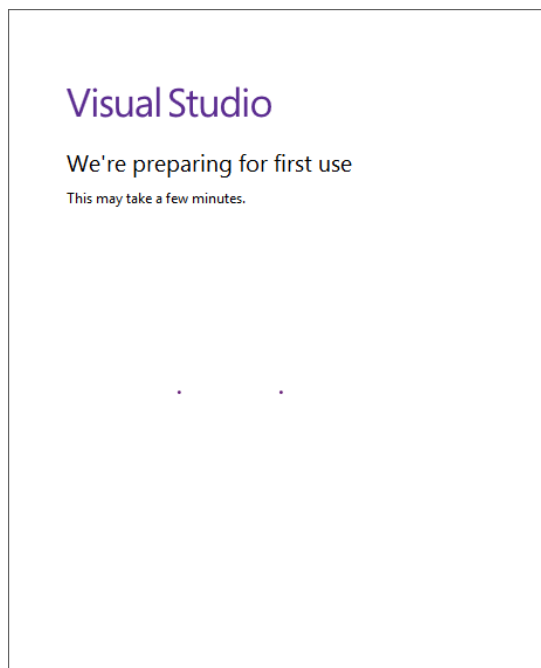 Visual Studio
We're preparing for first use
This may take a few minutes.